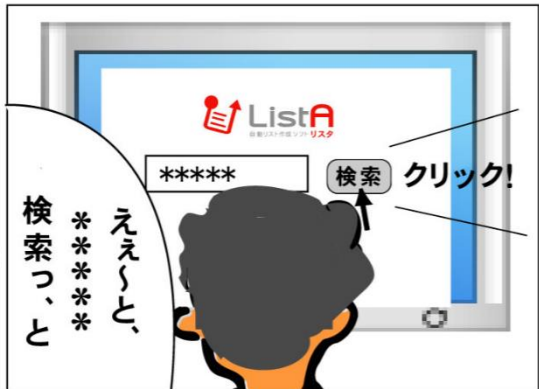 ListA
自動リスト作成ソフト リスタ
*****
検索
クリック!
ええ~と、
*****
検索っ、と